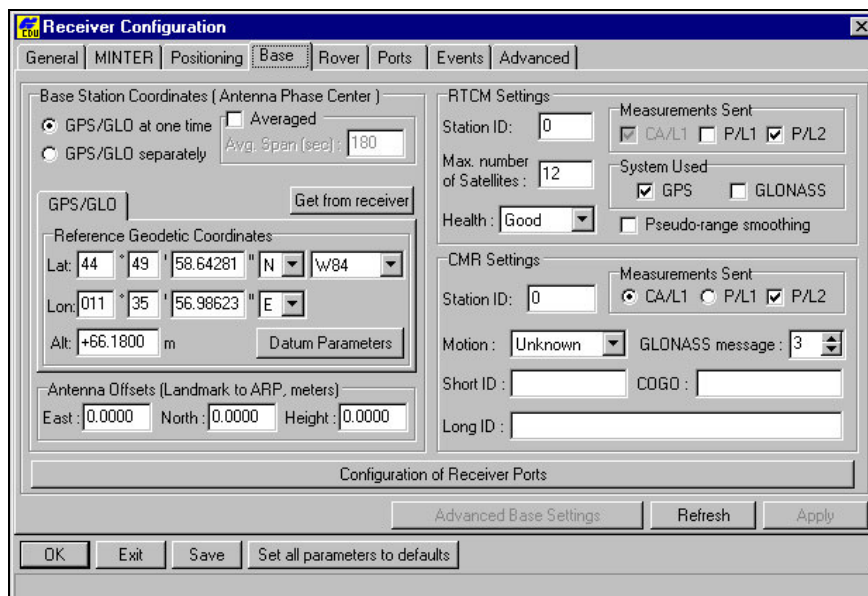 EDU Receiver Configuration
General MINTER Positioning Base Rover Ports Events Advanced
Base Station Coordinates ( Antenna Phase Center )
GPS/GLO at one time
GPS/GLO separately
Averaged
Avg. Span (sec) : 180
GPS/GLO
Get from receiver
Reference Geodetic Coordinates
Lat: 44 ° 49 ' 58.64281 " N W84
Lon: 011 ° 35 ' 56.98623 " E
Alt: +66.1800 m Datum Parameters
Antenna Offsets (Landmark to ARP, meters)
East : 0.0000 North : 0.0000 Height : 0.0000
RTCM Settings
Station ID: 0
Max. number
of Satellites : 12
Health : Good
Measurements Sent
CA/L1 P/L1 P/L2
System Used
GPS GLONASS
Pseudo-range smoothing
CMR Settings
Station ID: 0
Measurements Sent
CA/L1 P/L1 P/L2
Motion : Unknown GLONASS message : 3
Short ID : COGO :
Long ID :
Configuration of Receiver Ports
Advanced Base Settings Refresh Apply
OK Exit Save Set all parameters to defaults